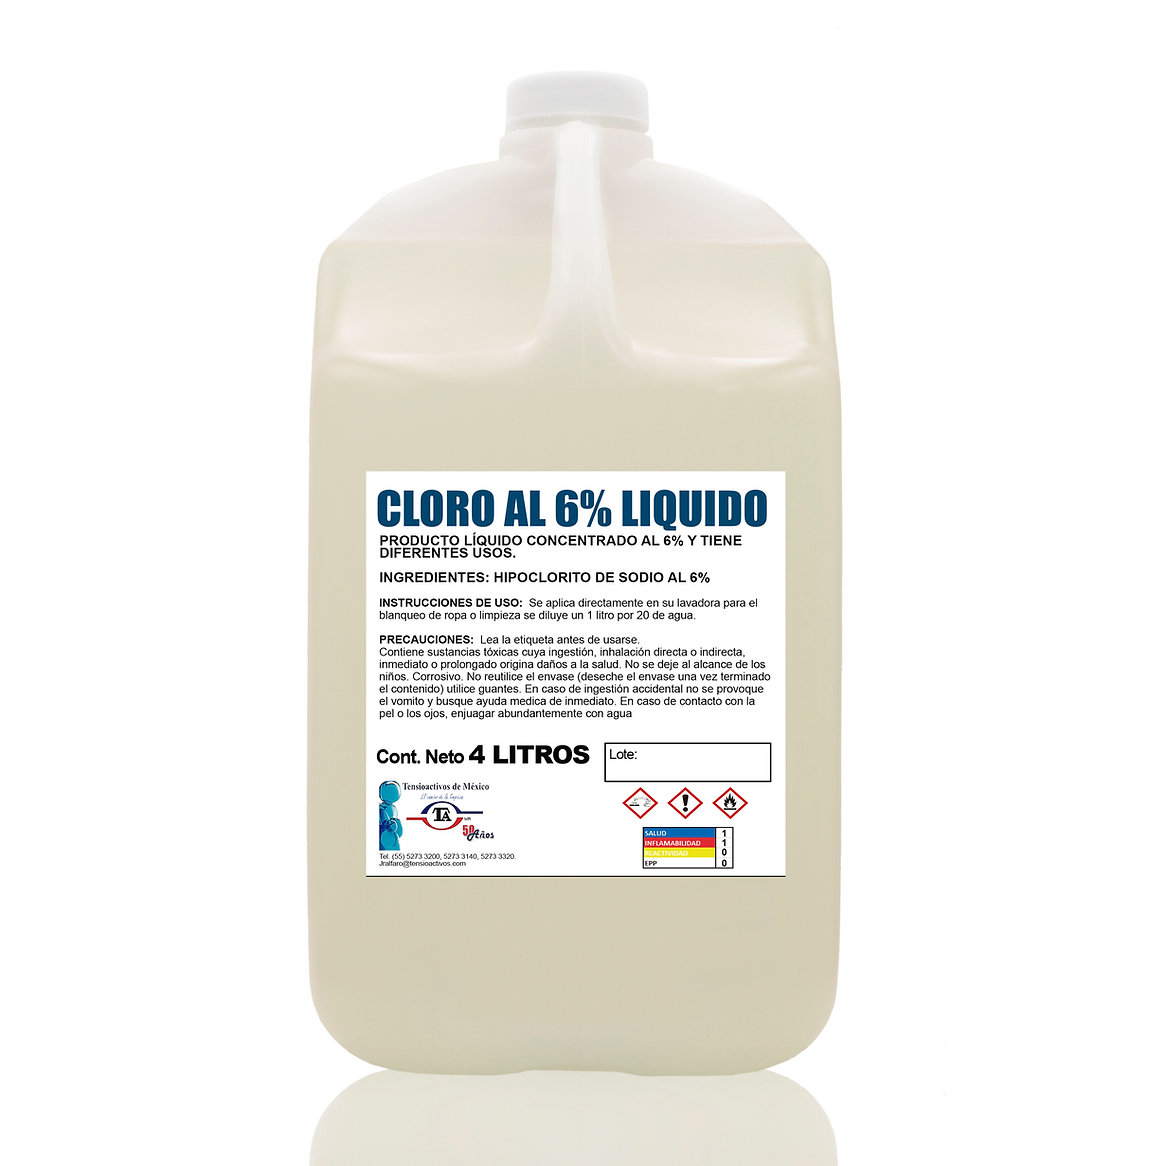 CLORO AL 6% LIQUIDO
PRODUCTO LÍQUIDO CONCENTRADO AL 6% Y TIENE
DIFERENTES USOS.
INGREDIENTES: HIPOCLORITO DE SODIO AL 6%
INSTRUCCIONES DE USO: Se aplica directamente en su lavadora para el
blanqueo de ropa o limpieza se diluye un 1 litro por 20 de agua.
PRECAUCIONES: Lea la etiqueta antes de usarse.
Contiene sustancias tóxicas cuya ingestión, inhalación directa o indirecta,
inmediato o prolongado origina daños a la salud. No se deje al alcance de los
niños. Corrosivo. No reutilice el envase (deseche el envase una vez terminado
el contenido) utilice guantes. En caso de ingestión accidental no se provoque
el vomito y busque ayuda medica de inmediato. En caso de contacto con la
pel o los ojos, enjuagar abundantemente con agua
Cont. Neto 4 LITROS
Lote:
Tensioactivos de México
TA
50 Años
Tel. (55) 5273 3200, 5273 3140, 5273 3320
Jralfaro@tensioactivos.com
SALUD 1
INFLAMABILIDAD 1
REACTIVIDAD 0
EPP 0